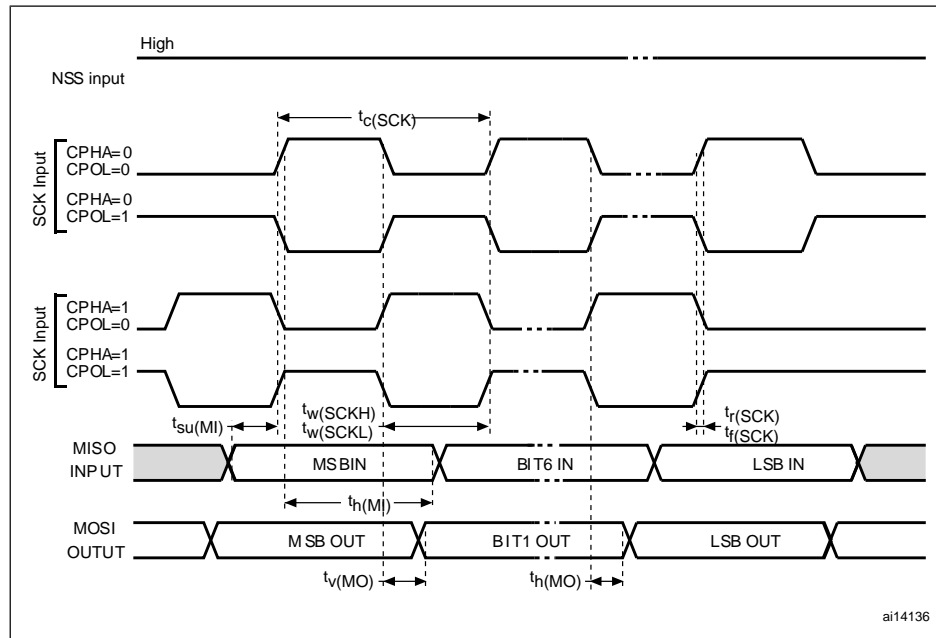 High
NSS input
tc(SCK)
SCK Input
CPHA=0
CPOL=0
CPHA=0
CPOL=1
SCK Input
CPHA=1
CPOL=0
CPHA=1
CPOL=1
tsu(MI)
tw(SCKH)
tw(SCKL)
tr(SCK)
tf(SCK)
MISO
INPUT
MSBIN
BIT6 IN
LSB IN
th(MI)
MOSI
OUTUT
MSB OUT
BIT1 OUT
LSB OUT
tv(MO)
th(MO)
ai14136